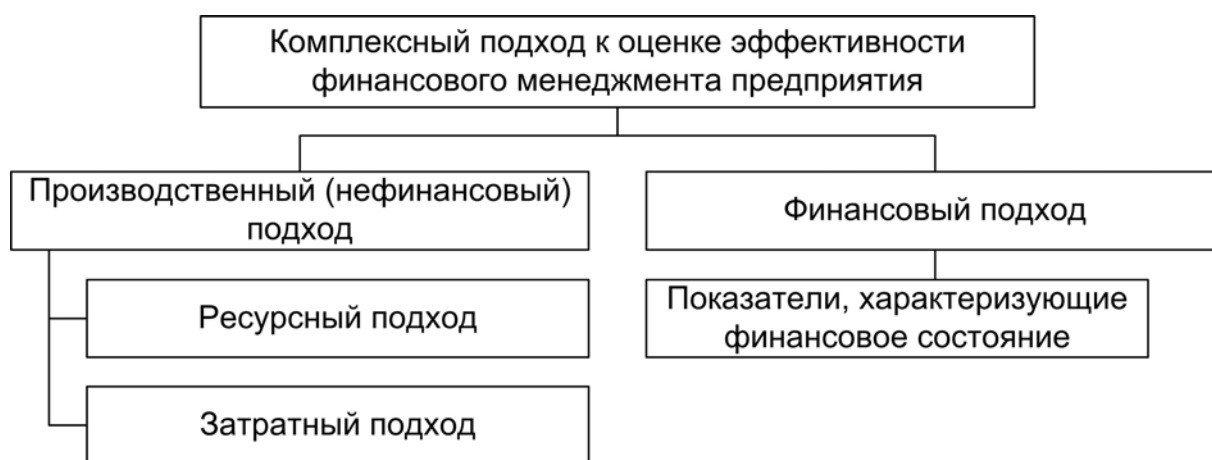 Комплексный подход к оценке эффективности
финансового менеджмента предприятия
Производственный (нефинансовый)
подход
Финансовый подход
Ресурсный подход
Показатели, характеризующие
финансовое состояние
Затратный подход